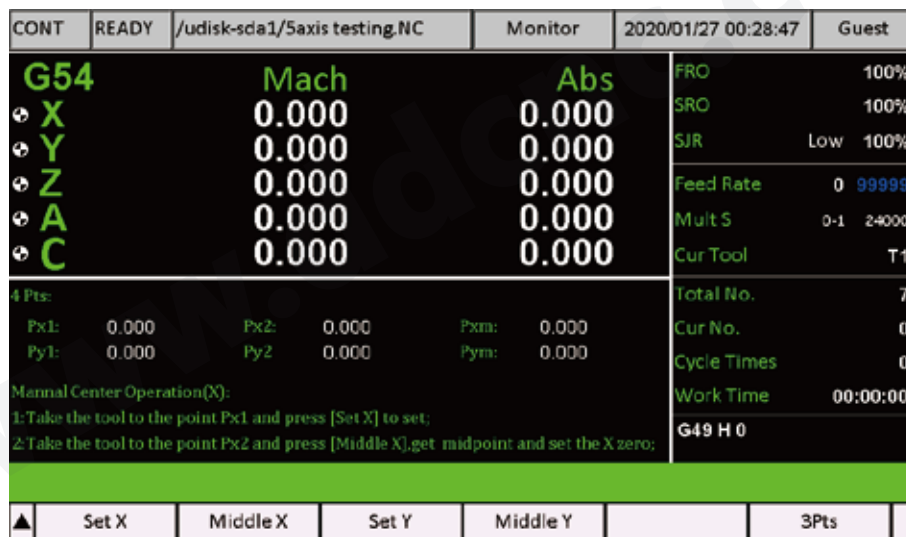 CONT READY /udisk-sda1/5axis testing.NC Monitor 2020/01/27 00:28:47 Guest
G54 Mach Abs
X 0.000 0.000
Y 0.000 0.000
Z 0.000 0.000
A 0.000 0.000
C 0.000 0.000
FRO 100%
SRO 100%
SJR Low 100%
Feed Rate 0 99999
Mult S 0-1 24000
Cur Tool T1
Total No. 7
Cur No. 0
Cycle Times 0
Work Time 00:00:00
G49 H 0
4 Pts:
Px1: 0.000 Px2: 0.000 Pxm: 0.000
Py1: 0.000 Py2 0.000 Pym: 0.000
Mannal Center Operation(X):
1:Take the tool to the point Px1 and press [Set X] to set;
2:Take the tool to the point Px2 and press [Middle X],get midpoint and set the X zero;
Set X Middle X Set Y Middle Y 3Pts